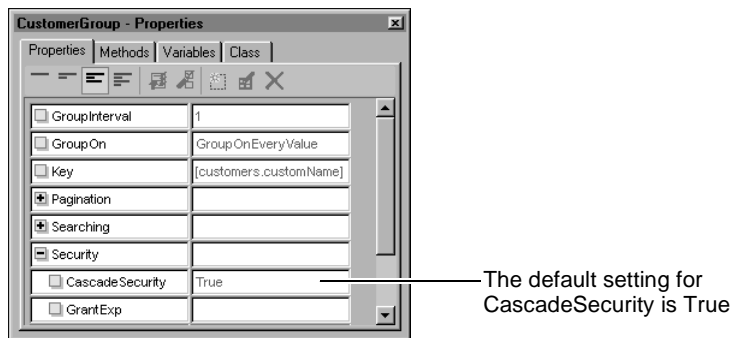 CustomerGroup - Properties
Properties Methods Variables Class
GroupInterval 1
GroupOn GroupOnEveryValue
Key [customers.customName]
Pagination
Searching
Security
CascadeSecurity True
GrantExp
The default setting for
CascadeSecurity is True